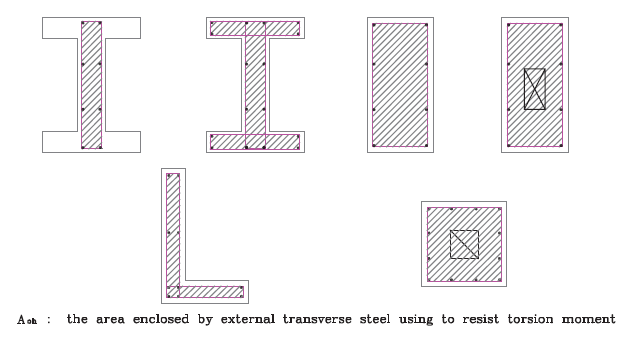 Aoh : the area enclosed by external transverse steel using to resist torsion moment